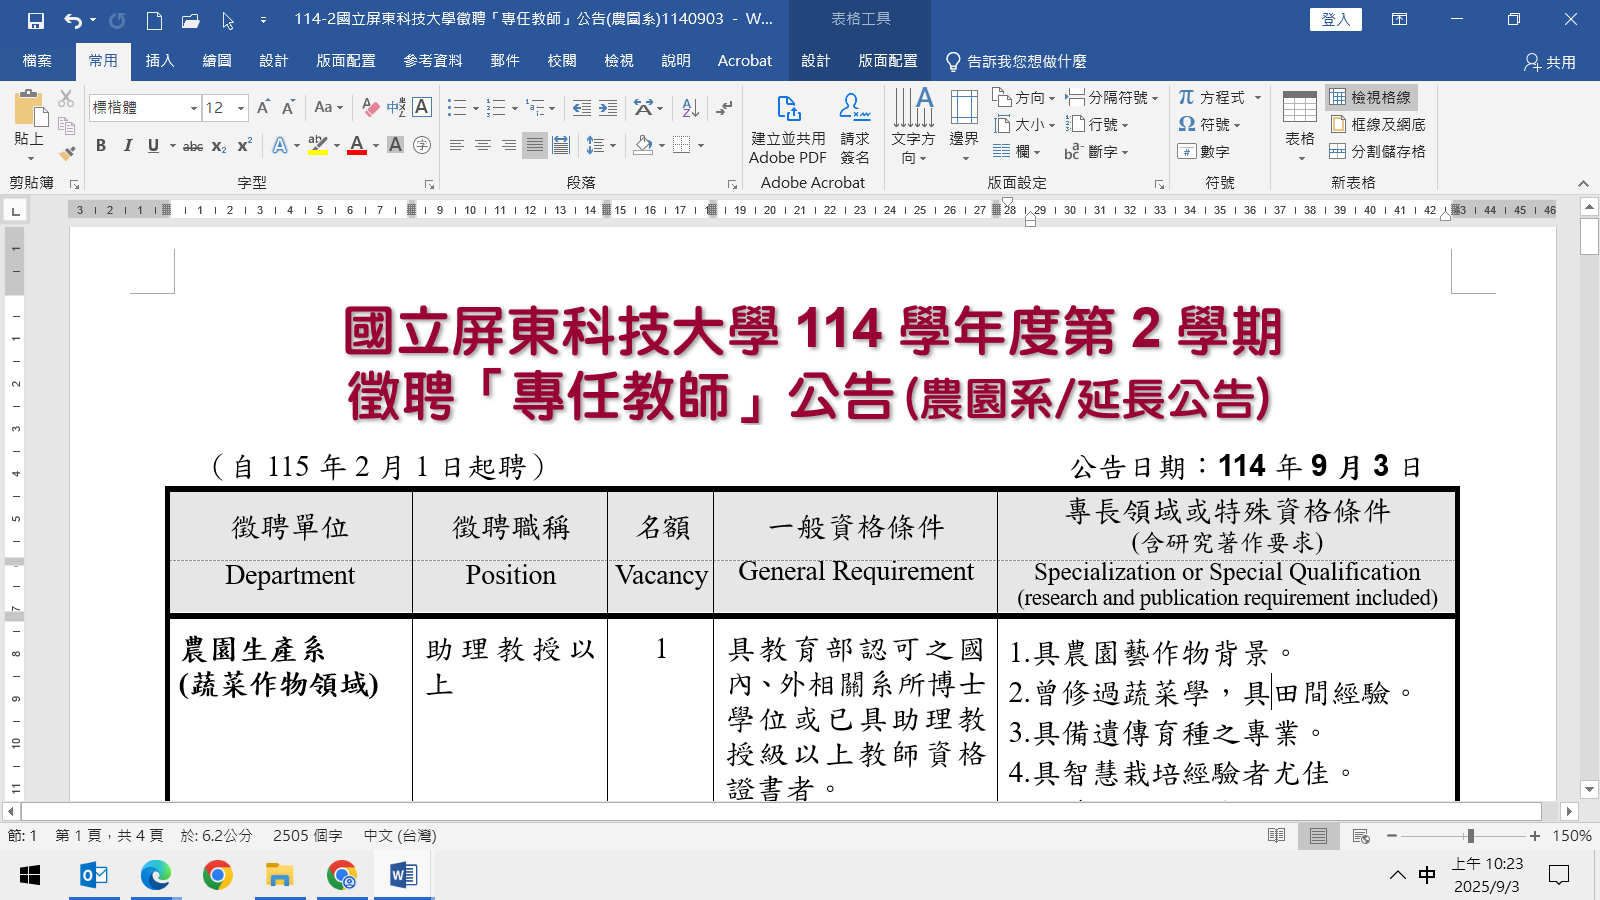 114-2國立屏東科技大學徵聘「專任教師」公告(農園系)1140903 - W...
表格工具
登入
檔案 常用 插入 繪圖 設計 版面配置 參考資料 郵件 校閱 檢視 說明 Acrobat 設計 版面配置 告訴我您想做什麼 共用
標楷體 12
貼上
建立並共用 Adobe PDF
請求簽名
文字方向
邊界
方向 分隔符號
大小 行號
欄 斷字
方程式
符號
數字
表格
檢視格線
框線及網底
分割儲存格
剪貼簿 字型 段落 Adobe Acrobat 版面設定 符號 新表格
國立屏東科技大學 114 學年度第 2 學期
徵聘「專任教師」公告(農園系/延長公告)
（自 115 年 2 月 1 日起聘） 公告日期：114 年 9 月 3 日
徵聘單位
Department
徵聘職稱
Position
名額
Vacancy
一般資格條件
General Requirement
專長領域或特殊資格條件
(含研究著作要求)
Specialization or Special Qualification
(research and publication requirement included)
農園生產系
(蔬菜作物領域)
助理教授以
上
1
具教育部認可之國
內、外相關系所博士
學位或已具助理教
授級以上教師資格
證書者。
1.具農園藝作物背景。
2.曾修過蔬菜學，具田間經驗。
3.具備遺傳育種之專業。
4.具智慧栽培經驗者尤佳。
節: 1 第 1 頁，共 4 頁 於: 6.2公分 2505 個字 中文 (台灣) 150%
中
上午 10:23
2025/9/3